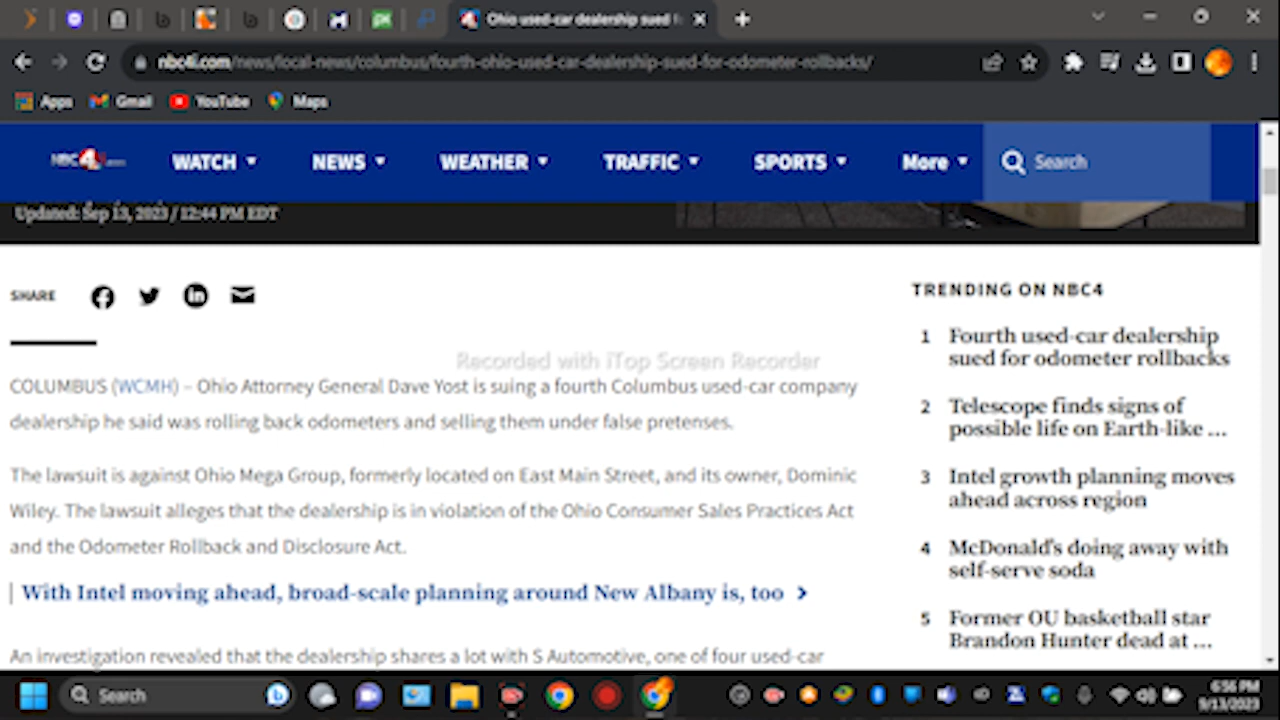 Ohio used-car dealership sued f
nbc4i.com/news/local-news/columbus/fourth-ohio-used-car-dealership-sued-for-odometer-rollbacks/
Apps Gmail YouTube Maps
NBC4 WATCH NEWS WEATHER TRAFFIC SPORTS More Search
Updated: Sep 13, 2023 / 12:44 PM EDT
SHARE
Recorded with iTop Screen Recorder
COLUMBUS (WCMH) – Ohio Attorney General Dave Yost is suing a fourth Columbus used-car company
dealership he said was rolling back odometers and selling them under false pretenses.
The lawsuit is against Ohio Mega Group, formerly located on East Main Street, and its owner, Dominic
Wiley. The lawsuit alleges that the dealership is in violation of the Ohio Consumer Sales Practices Act
and the Odometer Rollback and Disclosure Act.
With Intel moving ahead, broad-scale planning around New Albany is, too
An investigation revealed that the dealership shares a lot with S Automotive, one of four used-car
TRENDING ON NBC4
1 Fourth used-car dealership
sued for odometer rollbacks
2 Telescope finds signs of
possible life on Earth-like ...
3 Intel growth planning moves
ahead across region
4 McDonald's doing away with
self-serve soda
5 Former OU basketball star
Brandon Hunter dead at ...
Search
6:56 PM
9/13/2023